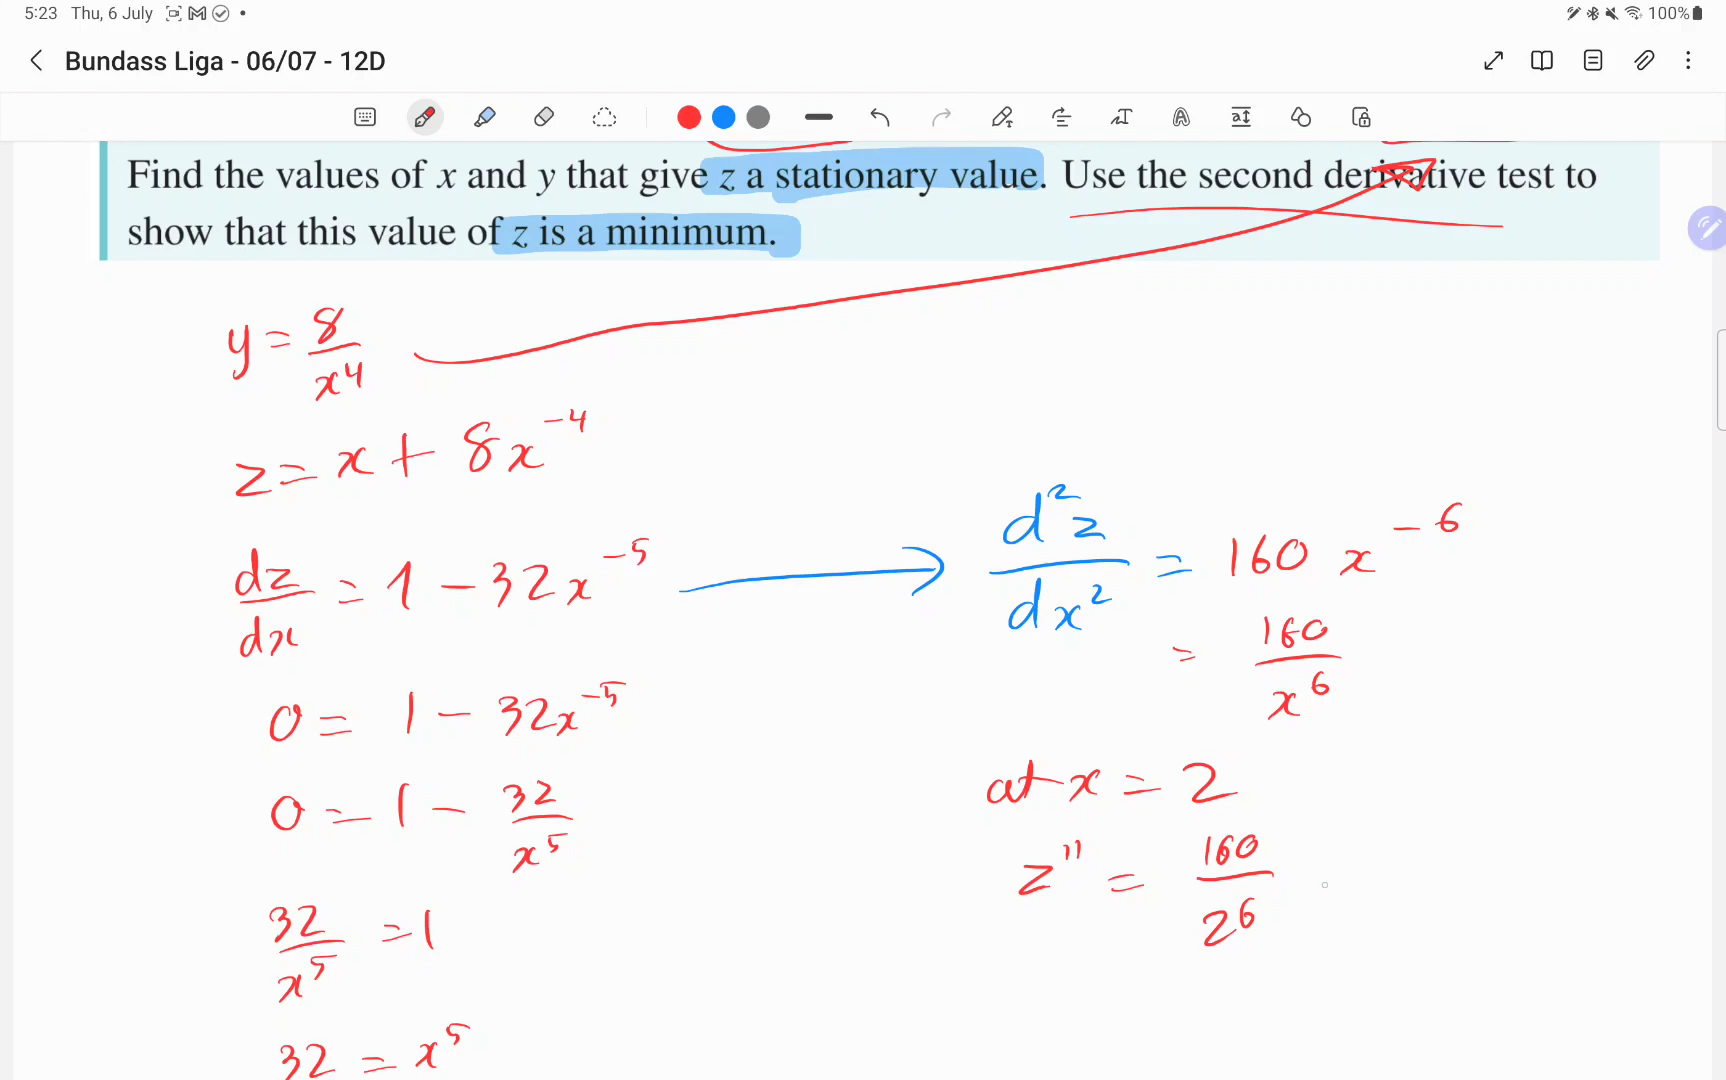 5:23 Thu, 6 July 100%
Bundass Liga - 06/07 - 12D
Find the values of x and y that give z a stationary value. Use the second derivative test to
show that this value of z is a minimum.
y = 8/x⁴
z = x + 8x⁻⁴
dz/dx = 1 - 32x⁻⁵
0 = 1 - 32x⁻⁵
0 = 1 - 32/x⁵
32/x⁵ = 1
32 = x⁵
d²z/dx² = 160x⁻⁶
= 160/x⁶
at x = 2
z'' = 160/2⁶